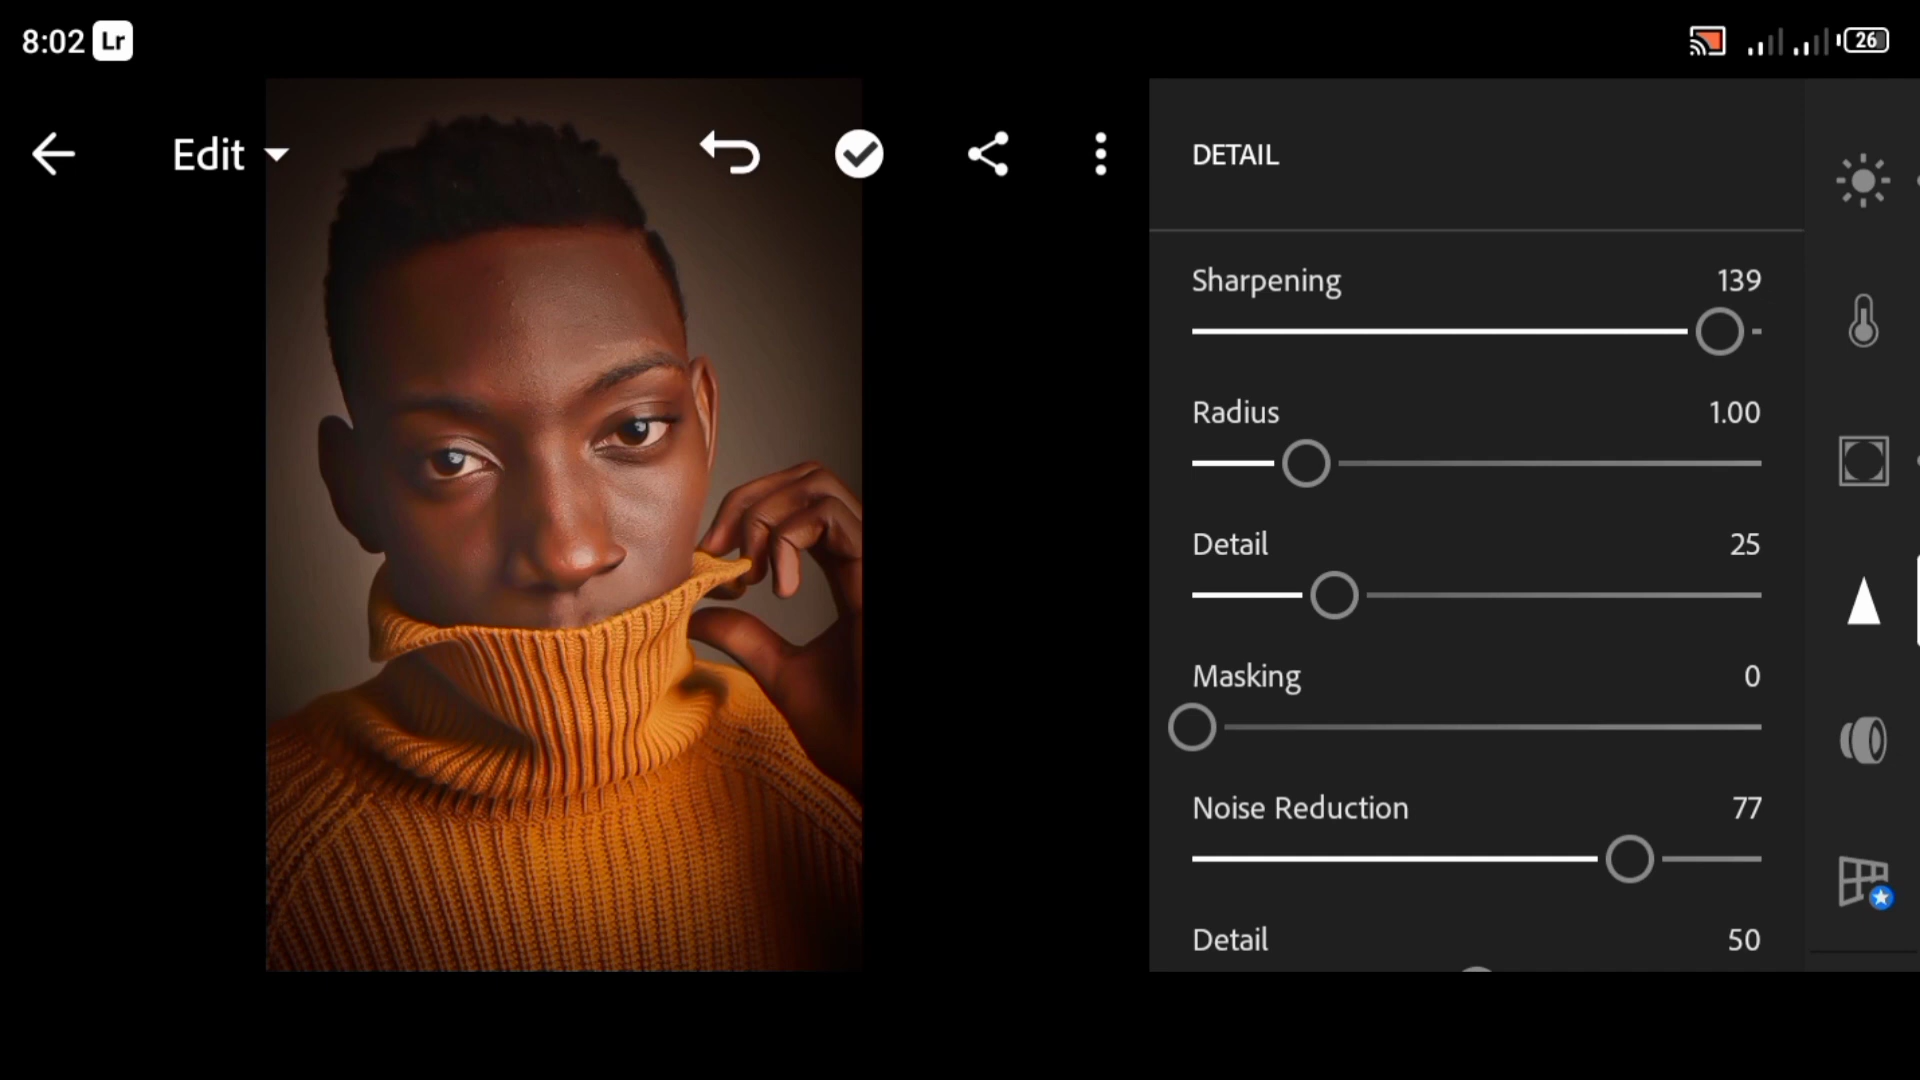 8:02 Lr
26
Edit
DETAIL
Sharpening 139
Radius 1.00
Detail 25
Masking 0
Noise Reduction 77
Detail 50